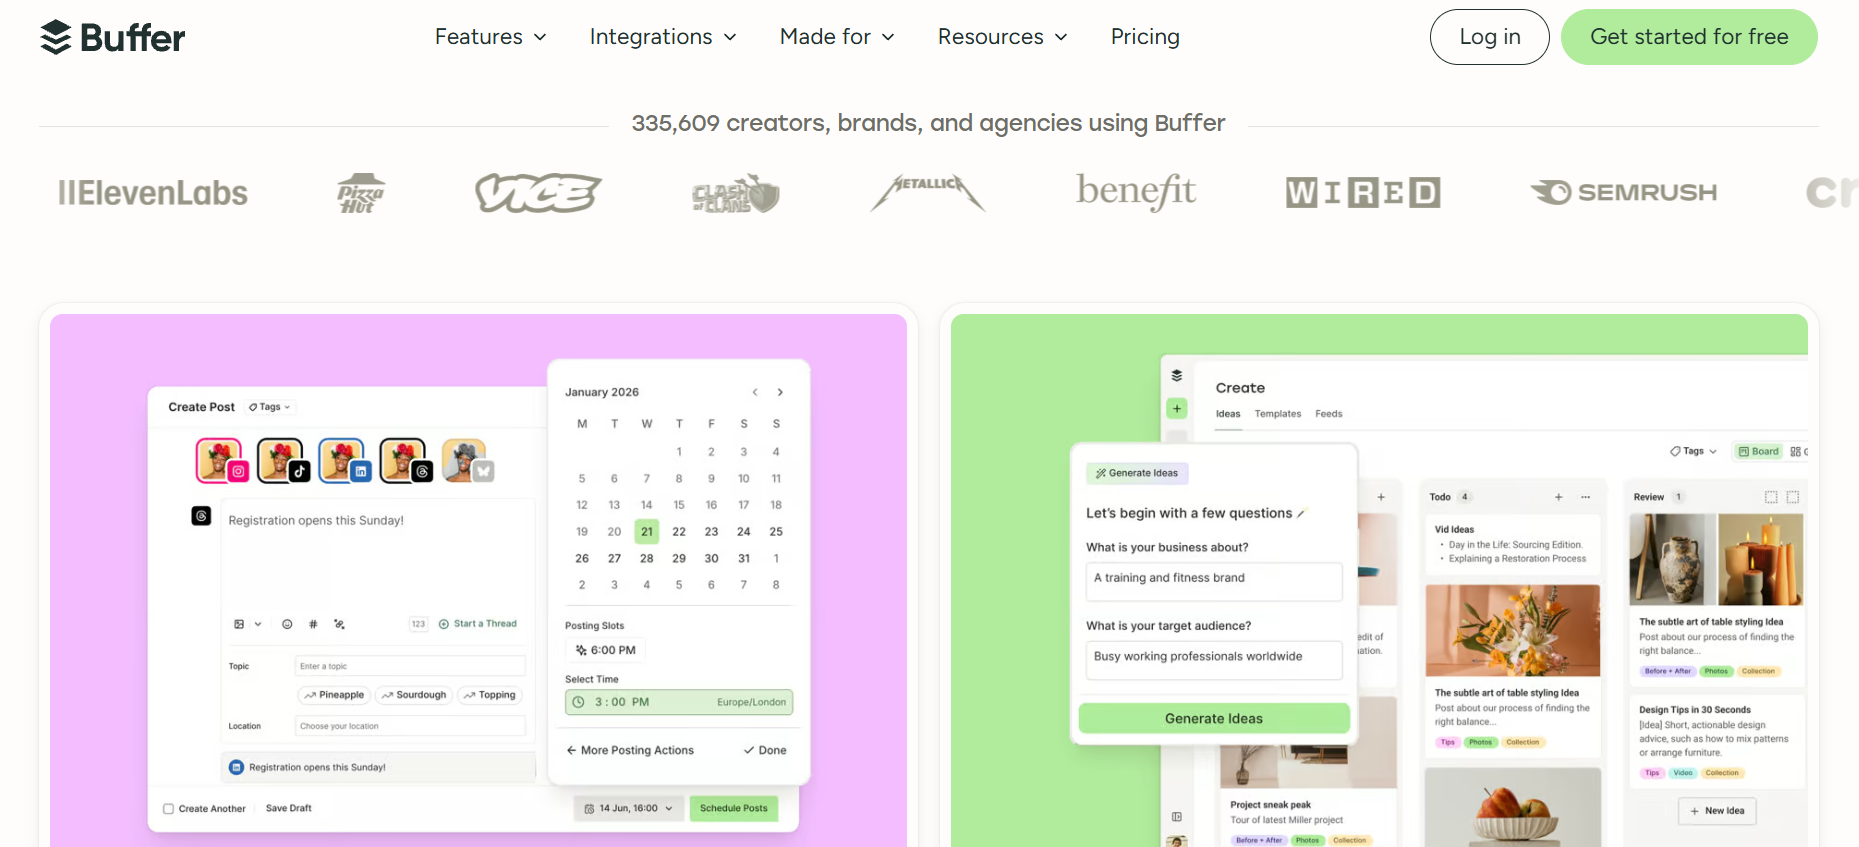 Buffer
Features
Integrations
Made for
Resources
Pricing
Log in
Get started for free
335,609 creators, brands, and agencies using Buffer
IIElevenLabs
Pizza Hut
VICE
CLASH OF CLANS
METALLICA
benefit
WIRED
SEMRUSH
cr
Create Post
Tags
Registration opens this Sunday!
123
Start a Thread
Topic
Enter a topic
Pineapple
Sourdough
Topping
Location
Choose your location
Registration opens this Sunday!
Create Another
Save Draft
14 Jun, 16:00
Schedule Posts
January 2026
M T W T F S S
1 2 3 4
5 6 7 8 9 10 11
12 13 14 15 16 17 18
19 20 21 22 23 24 25
26 27 28 29 30 31 1
2 3 4 5 6 7 8
Posting Slots
6:00 PM
Select Time
3 : 00 PM Europe/London
More Posting Actions
Done
Create
Ideas
Templates
Feeds
Tags
Board
G
Generate Ideas
Let's begin with a few questions
What is your business about?
A training and fitness brand
What is your target audience?
Busy working professionals worldwide
Generate Ideas
edit of
ation.
Project sneak peak
Tour of latest Miller project
Before + After
Photos
Collection
Todo 4
Vid Ideas
• Day in the Life: Sourcing Edition.
• Explaining a Restoration Process
The subtle art of table styling Idea
Post about our process of finding the
right balance...
Tips
Photos
Collection
Review 1
The subtle art of table styling Idea
Post about our process of finding the
right balance...
Before + After
Photos
Collection
Design Tips in 30 Seconds
[Idea] Short, actionable design
advice, such as how to mix patterns
or arrange furniture.
Tips
Video
Collection
+ New Idea